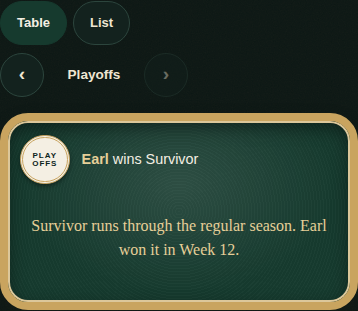 Table List
‹ Playoffs ›
PLAY
OFFS
Earl wins Survivor
Survivor runs through the regular season. Earl
won it in Week 12.